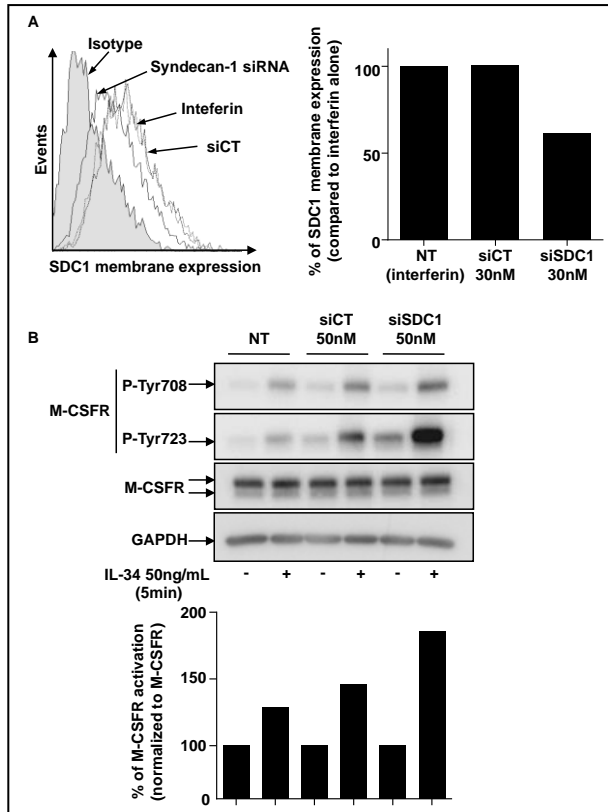 A
Isotype
Syndecan-1 siRNA
Inteferin
siCT
Events
SDC1 membrane expression
% of SDC1 membrane expression
(compared to interferin alone)
100
50
0
NT
(interferin)
siCT
30nM
siSDC1
30nM
B
NT
siCT
50nM
siSDC1
50nM
M-CSFR
P-Tyr708
P-Tyr723
M-CSFR
GAPDH
IL-34 50ng/mL
(5min)
- + - + - +
% of M-CSFR activation
(normalized to M-CSFR)
200
150
100
0